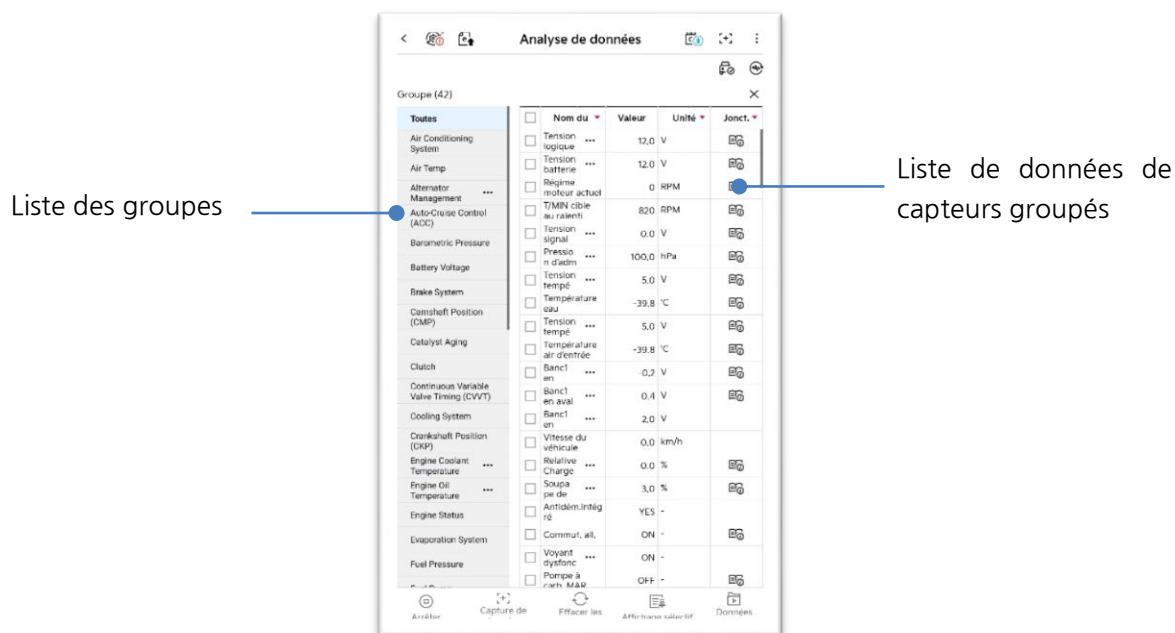 Analyse de données
Groupe (42)
Toutes
Air Conditioning
System
Air Temp
Alternator
Management
Auto-Cruise Control
(ACC)
Barometric Pressure
Battery Voltage
Brake System
Camshaft Position
(CMP)
Catalyst Aging
Clutch
Continuous Variable
Valve Timing (CVVT)
Cooling System
Crankshaft Position
(CKP)
Engine Coolant
Temperature
Engine Oil
Temperature
Engine Status
Evaporation System
Fuel Pressure
Nom du Valeur Unité Jonct.
Tension ...
logique 12,0 V
Tension ...
batterie 12.0 V
Régime
moteur actuel 0 RPM
T/MIN cible
au ralenti 820 RPM
Tension ...
signal 0.0 V
Pressio ...
n d'adm 100,0 hPa
Tension ...
tempé 5.0 V
Température
eau -39,8 °C
Tension ...
tempé 5,0 V
Température
air d'entrée -39.8 °C
Banc1 ...
en -0,2 V
Banc1 ...
en aval 0,4 V
Banc1 ...
en 2,0 V
Vitesse du
véhicule 0,0 km/h
Relative ...
Charge 0.0 %
Soupa ...
pe de 3,0 %
Antidém.intég
ré YES -
Commut, all, ON -
Voyant ...
dysfonc ON -
Pompe à
carb. MAR OFF -
Arrêter
Capture de
Effacer les
Affichage sélectif
Données
Liste des groupes
Liste de données de
capteurs groupés